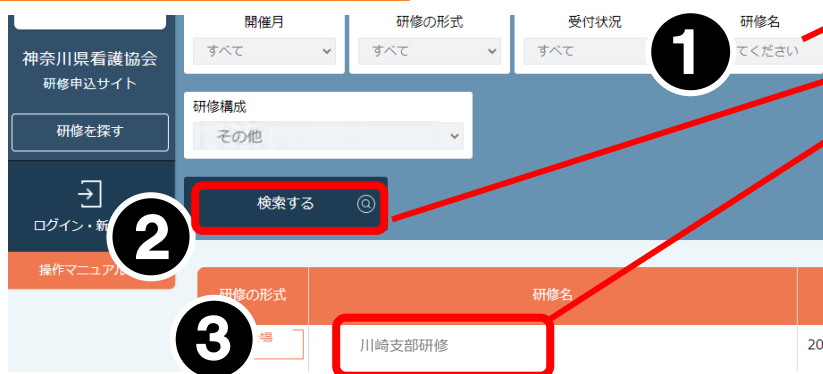 神奈川県看護協会
研修申込サイト
研修を探す
ログイン・新
操作マニュアル
開催月
すべて
研修の形式
すべて
受付状況
すべて
研修名
てください
研修構成
その他
検索する
1
2
3
研修の形式
研修名
川崎支部研修
20